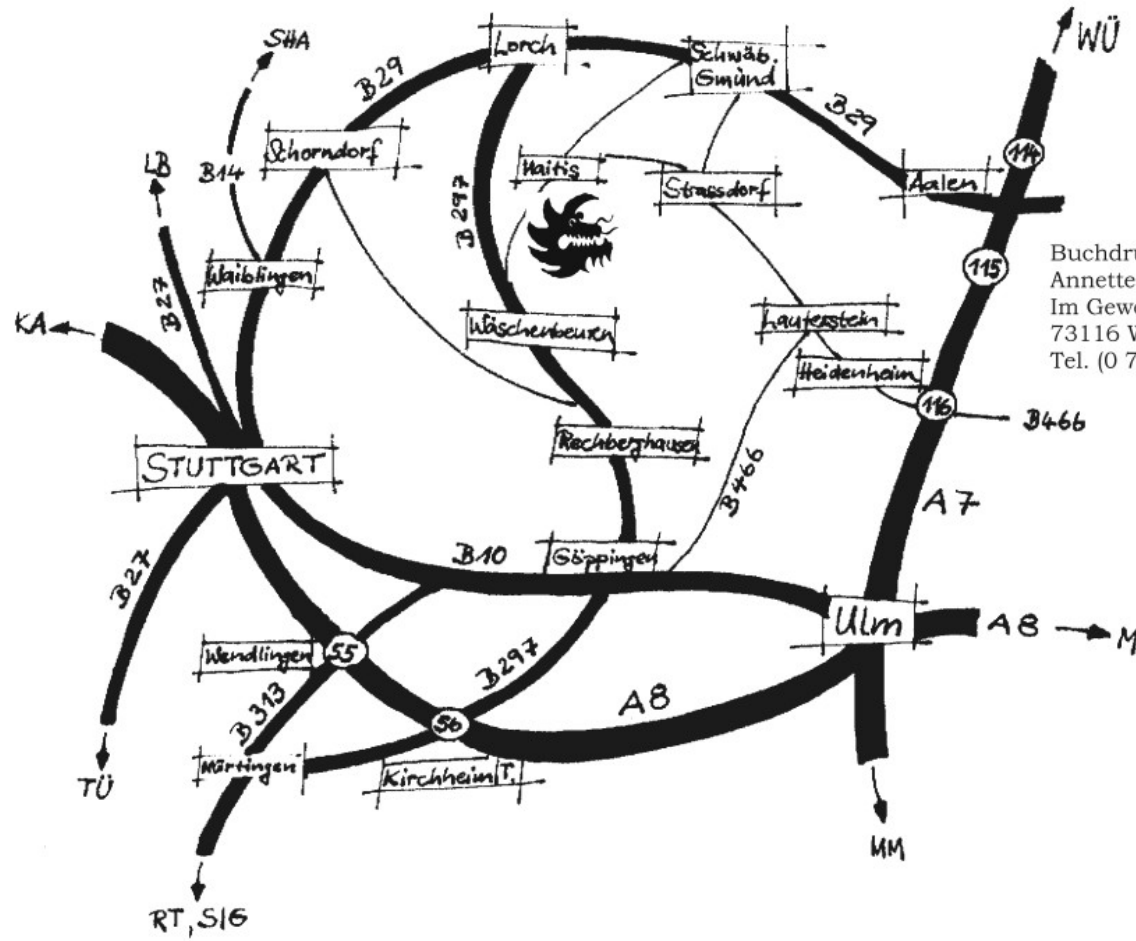 WÜ
SHA
Lorch
Schwäb.
Gmünd
B29
B29
Schorndorf
114
LB
B14
Haitis
Strassdorf
Aalen
B297
Waiblingen
115
Buchdru
Annette
Im Gewe
73116 W
Tel. (0 7
B27
KA
Wäschenbeuren
Lauterstein
Heidenheim
116
B466
STUTTGART
Rechberghausen
B466
A7
B10
Göppingen
B27
Ulm
A8
M
Wendlingen
55
B297
B313
56
A8
Nürtingen
Kirchheim T.
TÜ
MM
RT, SIG